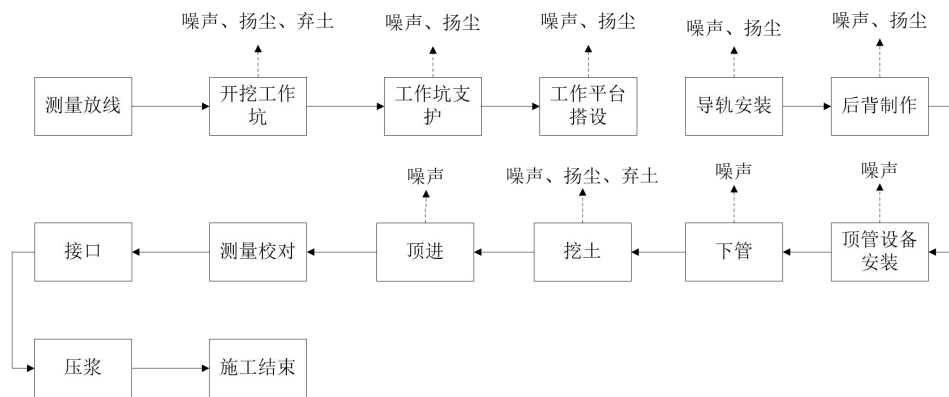 噪声、扬尘、弃土
噪声、扬尘
噪声、扬尘
噪声、扬尘
噪声、扬尘
测量放线
开挖工作
坑
工作坑支
护
工作平台
搭设
导轨安装
后背制作
噪声
噪声、扬尘、弃土
噪声
噪声
接口
测量校对
顶进
挖土
下管
顶管设备
安装
压浆
施工结束